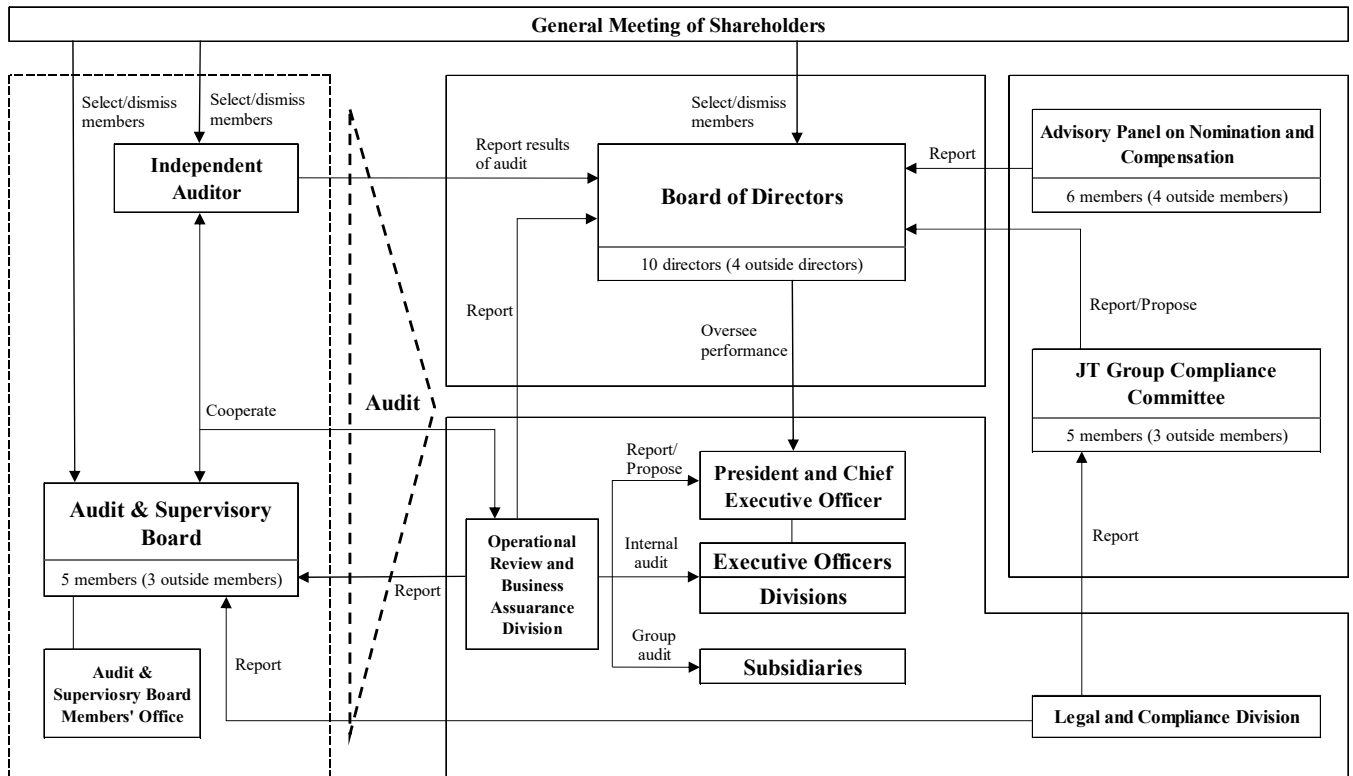 General Meeting of Shareholders
Select/dismiss
members
Select/dismiss
members
Select/dismiss
members
Independent
Auditor
Report results
of audit
Board of Directors
10 directors (4 outside directors)
Report
Advisory Panel on Nomination and
Compensation
6 members (4 outside members)
Report
Report/Propose
Oversee
performance
JT Group Compliance
Committee
5 members (3 outside members)
Audit
Cooperate
Audit & Supervisory
Board
5 members (3 outside members)
Report
Operational
Review and
Business
Assuarance
Division
Report/
Propose
President and Chief
Executive Officer
Internal
audit
Executive Officers
Divisions
Group
audit
Subsidiaries
Report
Audit &
Superviosry Board
Members' Office
Report
Legal and Compliance Division